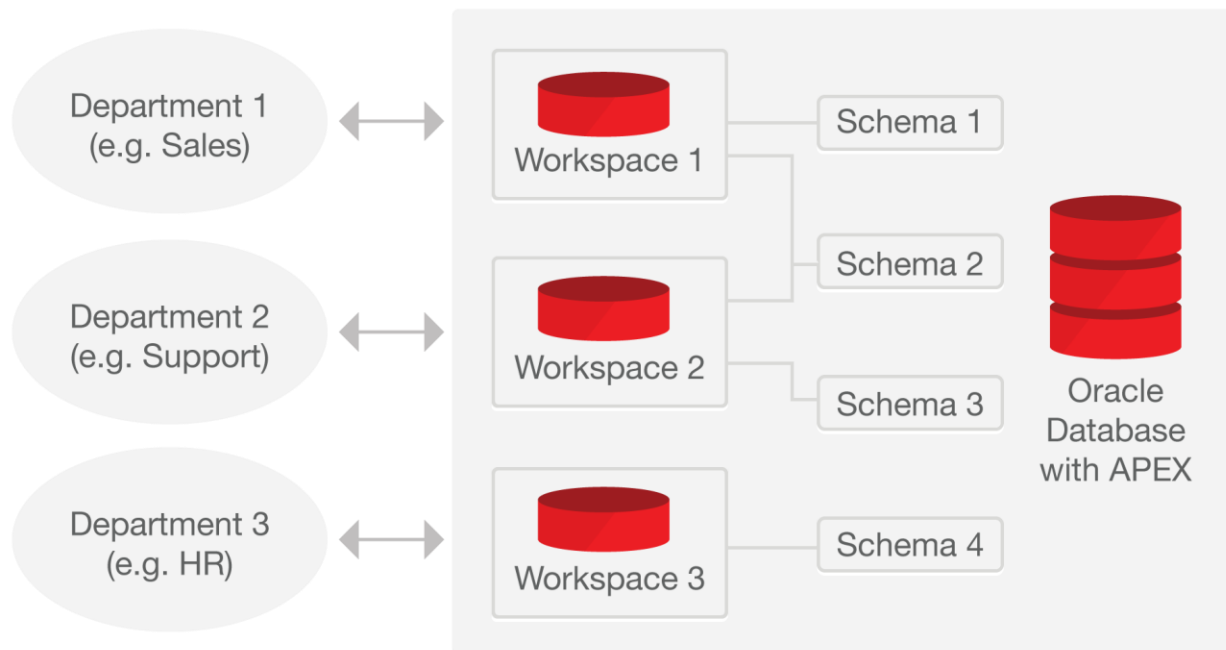 Department 1
(e.g. Sales)
Workspace 1
Schema 1
Schema 2
Department 2
(e.g. Support)
Workspace 2
Schema 3
Oracle
Database
with APEX
Department 3
(e.g. HR)
Workspace 3
Schema 4